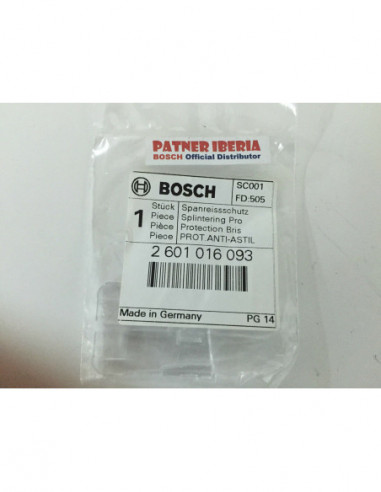 PATNER IBERIA
BOSCH Official Distributor
BOSCH
SC001
FD:505
1
Stück Spanreissschutz
Piece Splintering Pro
Pièce Protection Bris
Piece PROT.ANTI-ASTIL
2 601 016 093
Made in Germany
PG 14